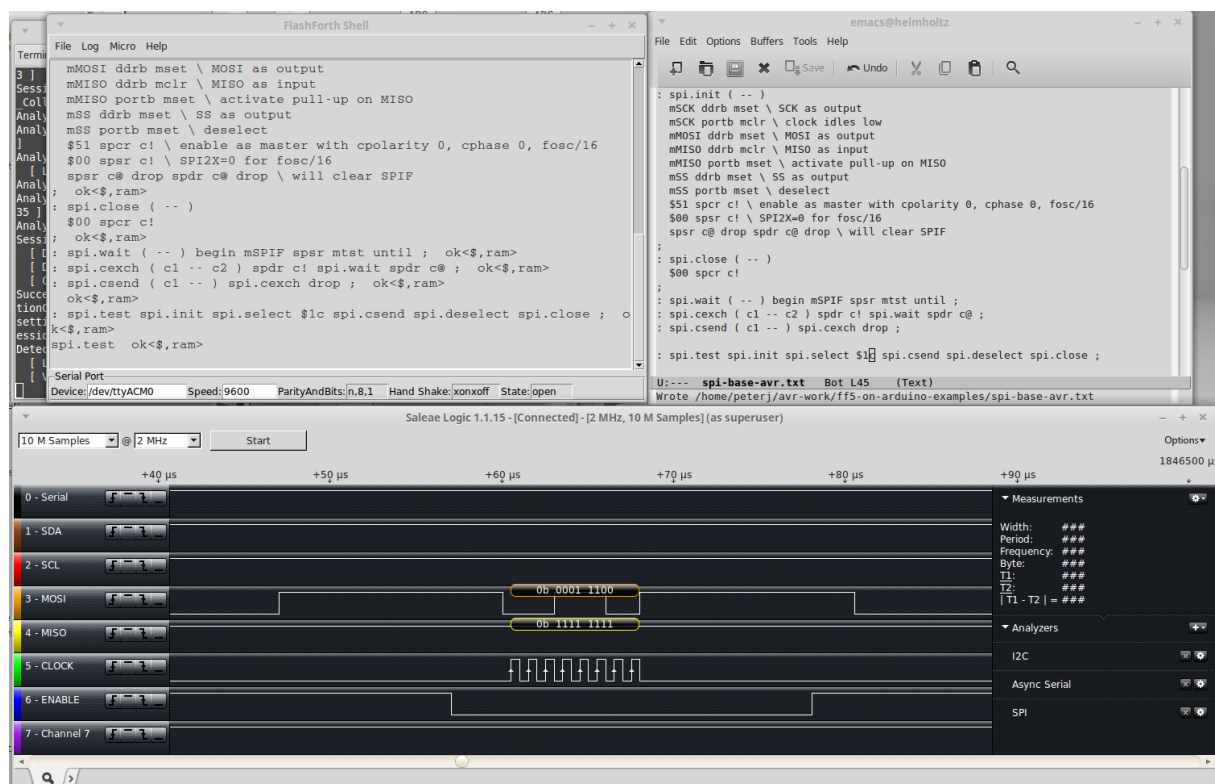 FlashForth Shell
File Log Micro Help
mMOSI ddrb mset \ MOSI as output
mMISO ddrb mclr \ MISO as input
mMISO portb mset \ activate pull-up on MISO
mSS ddrb mset \ SS as output
mSS portb mset \ deselect
$51 spcr c! \ enable as master with cpolarity 0, cphase 0, fosc/16
$00 spsr c! \ SPI2X=0 for fosc/16
spsr c@ drop spdr c@ drop \ will clear SPIF
;  ok<$,ram>
: spi.close ( -- )
$00 spcr c!
;  ok<$,ram>
: spi.wait ( -- ) begin mSPIF spsr mtst until ;  ok<$,ram>
: spi.cexch ( c1 -- c2 ) spdr c! spi.wait spdr c@ ;  ok<$,ram>
: spi.csend ( c1 -- ) spi.cexch drop ;  ok<$,ram>
ok<$,ram>
: spi.test spi.init spi.select $1c spi.csend spi.deselect spi.close ;  o
k<$,ram>
spi.test  ok<$,ram>
Serial Port
Device: /dev/ttyACM0 Speed: 9600 ParityAndBits: n,8,1 Hand Shake: xonxoff State: open
Termi
3 ]
Sessi
_Coll
Analy
Analy
]
Analy
[ L
Analy
Analy
35 ]
Analy
Sessi
[ D
[ D
[ C
Succe
tionC
setti
essio
Detec
[ L
[ V
emacs@helmholtz
File Edit Options Buffers Tools Help
Save Undo
: spi.init ( -- )
mSCK ddrb mset \ SCK as output
mSCK portb mclr \ clock idles low
mMOSI ddrb mset \ MOSI as output
mMISO ddrb mclr \ MISO as input
mMISO portb mset \ activate pull-up on MISO
mSS ddrb mset \ SS as output
mSS portb mset \ deselect
$51 spcr c! \ enable as master with cpolarity 0, cphase 0, fosc/16
$00 spsr c! \ SPI2X=0 for fosc/16
spsr c@ drop spdr c@ drop \ will clear SPIF
;
: spi.close ( -- )
$00 spcr c!
;
: spi.wait ( -- ) begin mSPIF spsr mtst until ;
: spi.cexch ( c1 -- c2 ) spdr c! spi.wait spdr c@ ;
: spi.csend ( c1 -- ) spi.cexch drop ;
: spi.test spi.init spi.select $1c spi.csend spi.deselect spi.close ;
U:--- spi-base-avr.txt Bot L45 (Text)
Wrote /home/peterj/avr-work/ff5-on-arduino-examples/spi-base-avr.txt
Saleae Logic 1.1.15 - [Connected] - [2 MHz, 10 M Samples] (as superuser)
10 M Samples @ 2 MHz Start Options
1846500 µ
+40 µs +50 µs +60 µs +70 µs +80 µs +90 µs
0 - Serial
1 - SDA
2 - SCL
3 - MOSI
0b 0001 1100
4 - MISO
0b 1111 1111
5 - CLOCK
6 - ENABLE
7 - Channel 7
Measurements
Width: ###
Period: ###
Frequency: ###
Byte: ###
T1: ###
T2: ###
| T1 - T2 | = ###
Analyzers
I2C
Async Serial
SPI